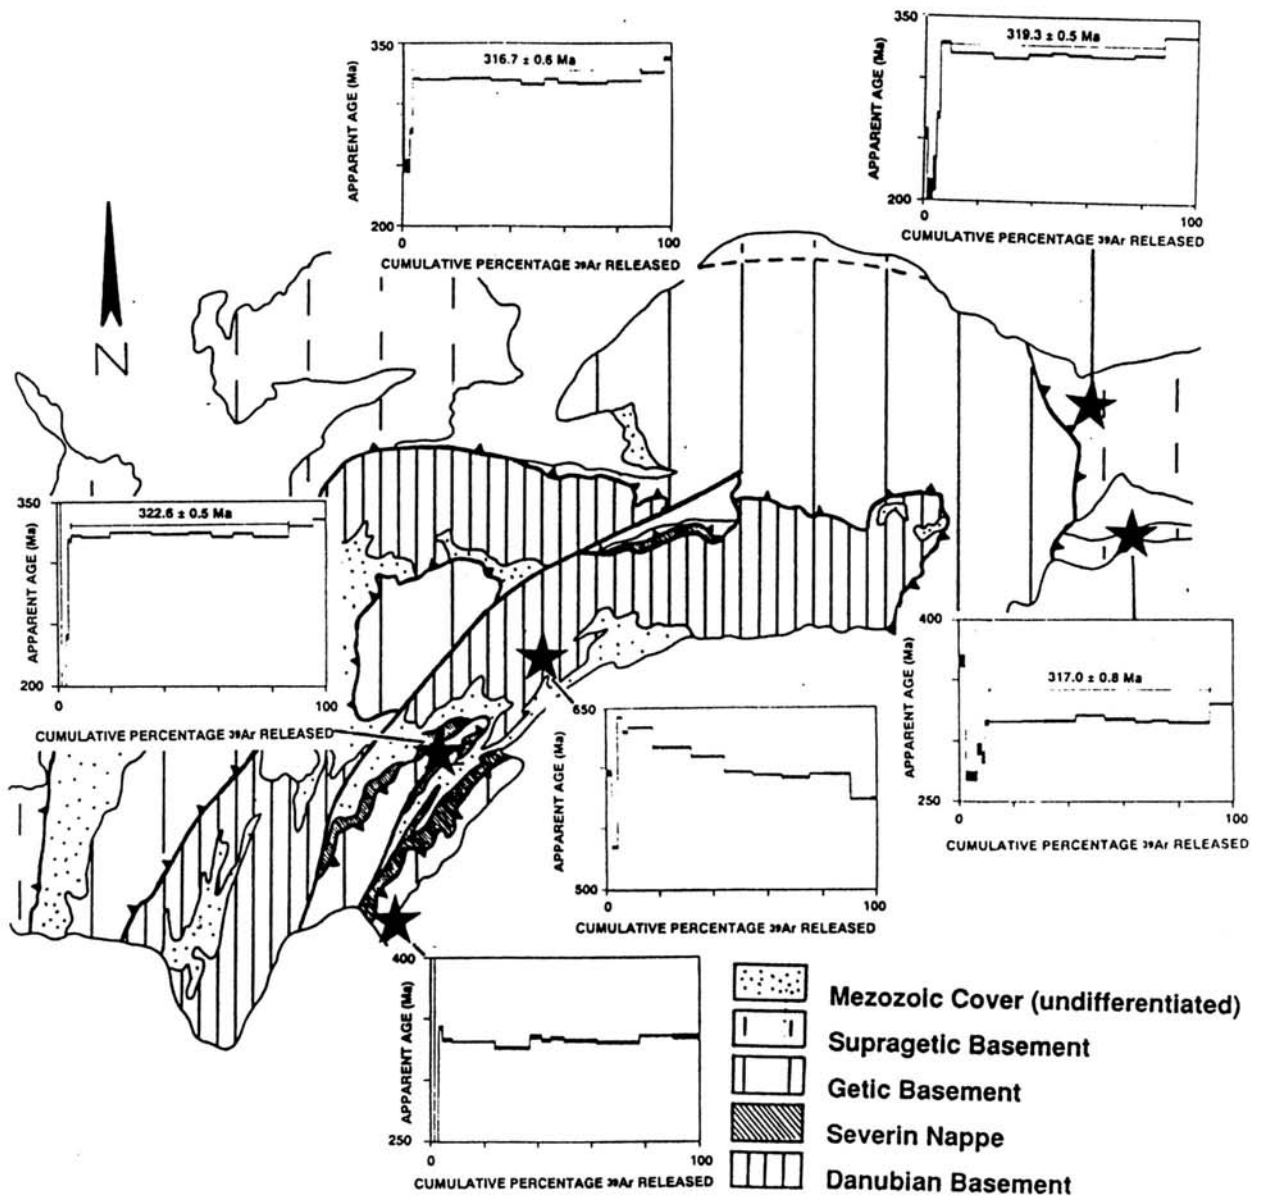 350
316.7 ± 0.6 Ma
APPARENT AGE (Ma)
200
0
100
CUMULATIVE PERCENTAGE ³⁹Ar RELEASED
350
319.3 ± 0.5 Ma
APPARENT AGE (Ma)
200
0
100
CUMULATIVE PERCENTAGE ³⁹Ar RELEASED
N
350
322.6 ± 0.5 Ma
APPARENT AGE (Ma)
200
0
100
CUMULATIVE PERCENTAGE ³⁹Ar RELEASED
400
317.0 ± 0.8 Ma
APPARENT AGE (Ma)
250
0
100
CUMULATIVE PERCENTAGE ³⁹Ar RELEASED
650
APPARENT AGE (Ma)
500
0
100
CUMULATIVE PERCENTAGE ³⁹Ar RELEASED
400
APPARENT AGE (Ma)
250
0
100
CUMULATIVE PERCENTAGE ³⁹Ar RELEASED
Mezozoic Cover (undifferentiated)
Supragetic Basement
Getic Basement
Severin Nappe
Danubian Basement